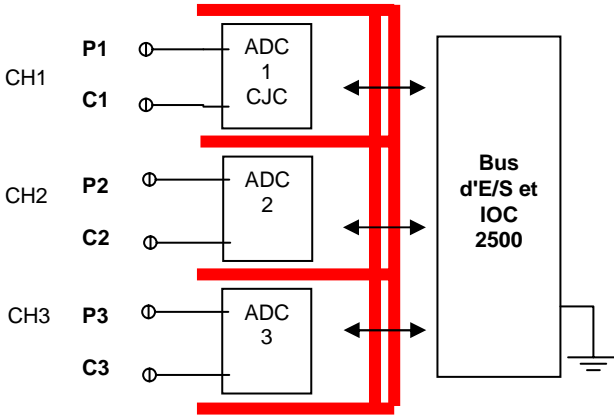 CH1
P1
C1
ADC
1
CJC
CH2
P2
C2
ADC
2
CH3
P3
C3
ADC
3
Bus
d'E/S et
IOC
2500